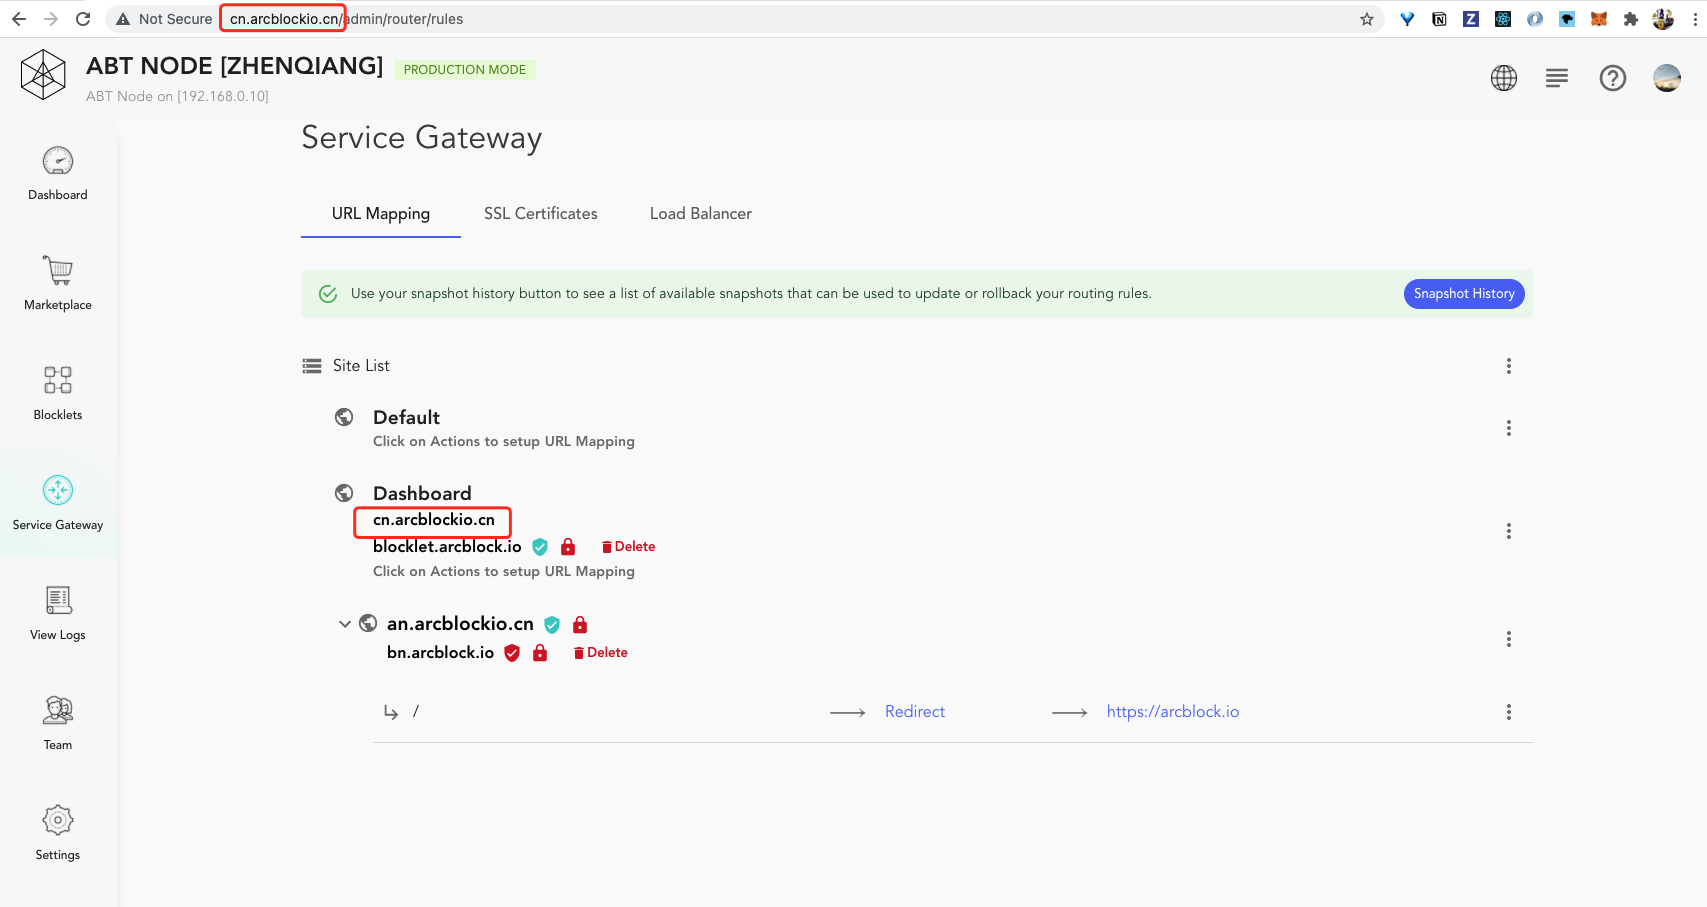 Not Secure cn.arcblockio.cn/admin/router/rules
ABT NODE [ZHENQIANG] PRODUCTION MODE
ABT Node on [192.168.0.10]
Dashboard
Marketplace
Blocklets
Service Gateway
View Logs
Team
Settings
Service Gateway
URL Mapping SSL Certificates Load Balancer
Use your snapshot history button to see a list of available snapshots that can be used to update or rollback your routing rules. Snapshot History
Site List
Default
Click on Actions to setup URL Mapping
Dashboard
cn.arcblockio.cn
blocklet.arcblock.io Delete
Click on Actions to setup URL Mapping
an.arcblockio.cn
bn.arcblock.io Delete
/ Redirect https://arcblock.io